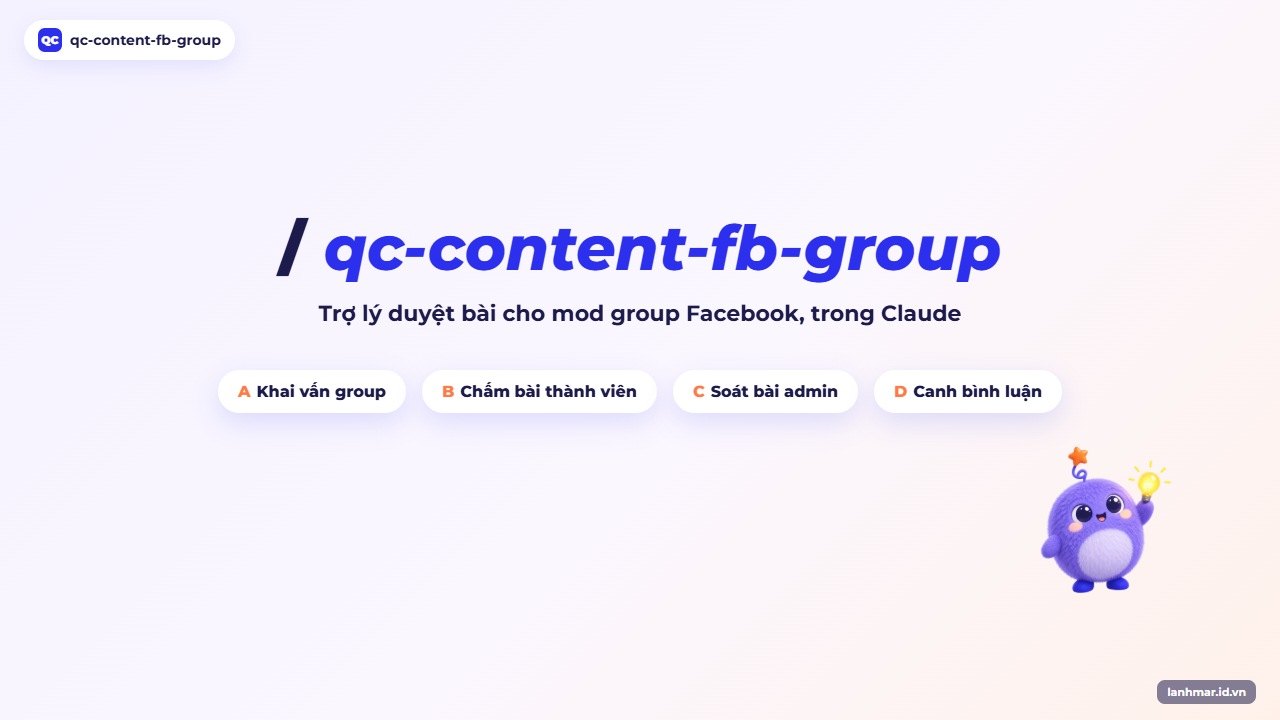 QC qc-content-fb-group
/ qc-content-fb-group
Trợ lý duyệt bài cho mod group Facebook, trong Claude
A Khai vấn group
B Chấm bài thành viên
C Soát bài admin
D Canh bình luận
lanhmar.id.vn